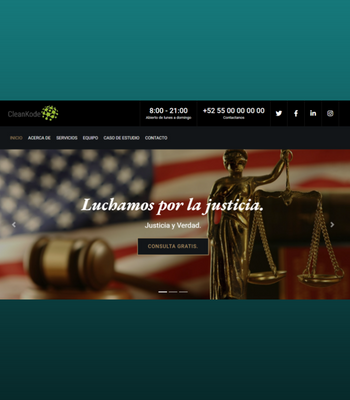 CleanKode
8:00 - 21:00
Abierto de lunes a domingo
+52 55 00 00 00 00
Contactanos
INICIO ACERCA DE SERVICIOS EQUIPO CASO DE ESTUDIO CONTACTO
Luchamos por la justicia.
Justicia y Verdad.
CONSULTA GRATIS.